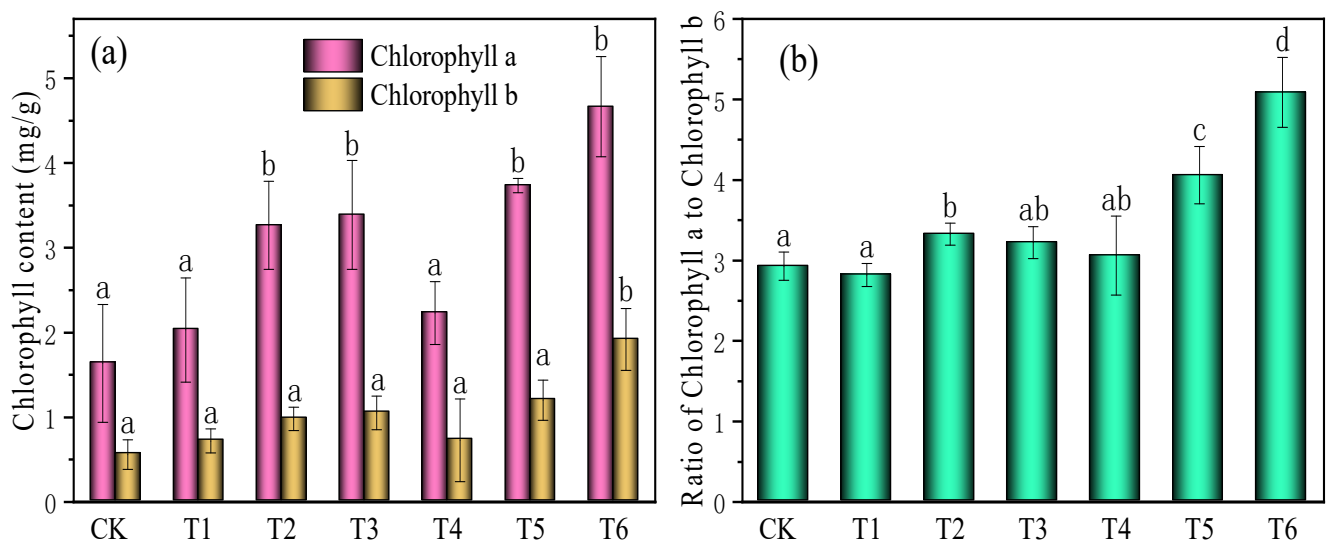 (a)
Chlorophyll a
Chlorophyll b
Chlorophyll content (mg/g)
5
4
3
2
1
0
a
a
a
a
b
a
b
a
a
a
b
a
b
b
CK T1 T2 T3 T4 T5 T6
(b)
Ratio of Chlorophyll a to Chlorophyll b
6
5
4
3
2
1
0
a
a
b
ab
ab
c
d
CK T1 T2 T3 T4 T5 T6